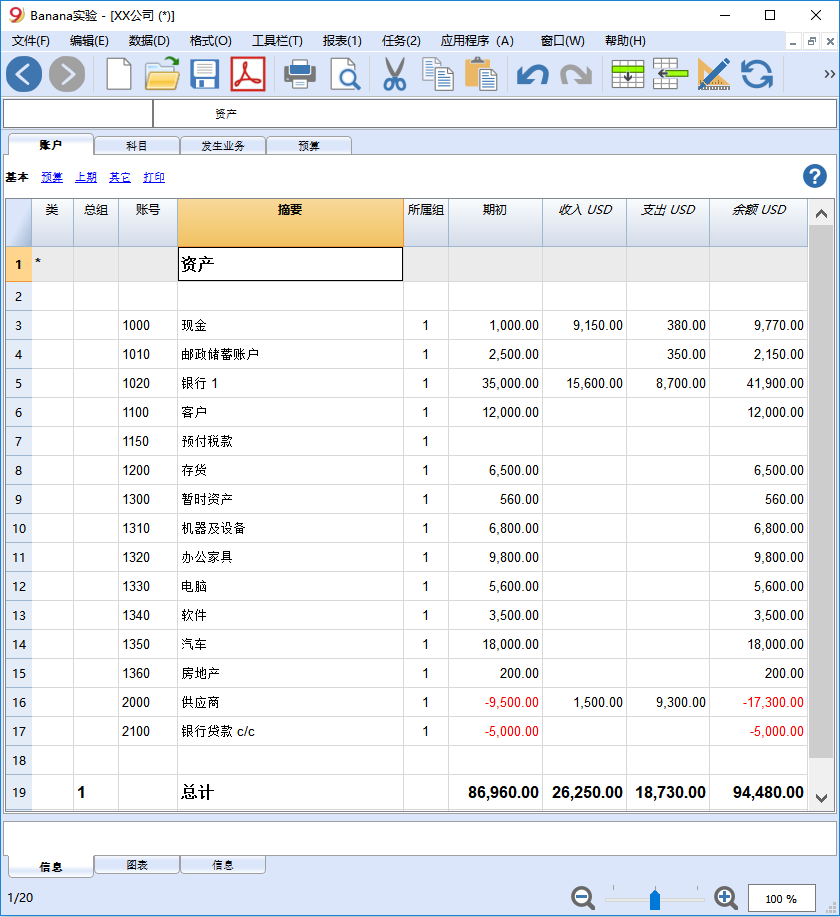 Banana实验 - [XX公司 (*)]
文件(F) 编辑(E) 数据(D) 格式(O) 工具栏(T) 报表(1) 任务(2) 应用程序 (A) 窗口(W) 帮助(H)
资产
账户 科目 发生业务 预算
基本 预算 上期 其它 打印
类 总组 账号 摘要 所属组 期初 收入 USD 支出 USD 余额 USD
1 * 资产
2
3 1000 现金 1 1,000.00 9,150.00 380.00 9,770.00
4 1010 邮政储蓄账户 1 2,500.00 350.00 2,150.00
5 1020 银行 1 1 35,000.00 15,600.00 8,700.00 41,900.00
6 1100 客户 1 12,000.00 12,000.00
7 1150 预付税款 1
8 1200 存货 1 6,500.00 6,500.00
9 1300 暂时资产 1 560.00 560.00
10 1310 机器及设备 1 6,800.00 6,800.00
11 1320 办公家具 1 9,800.00 9,800.00
12 1330 电脑 1 5,600.00 5,600.00
13 1340 软件 1 3,500.00 3,500.00
14 1350 汽车 1 18,000.00 18,000.00
15 1360 房地产 1 200.00 200.00
16 2000 供应商 1 -9,500.00 1,500.00 9,300.00 -17,300.00
17 2100 银行贷款 c/c 1 -5,000.00 -5,000.00
18
19 1 总计 86,960.00 26,250.00 18,730.00 94,480.00
信息 图表 信息
1/20 100 %